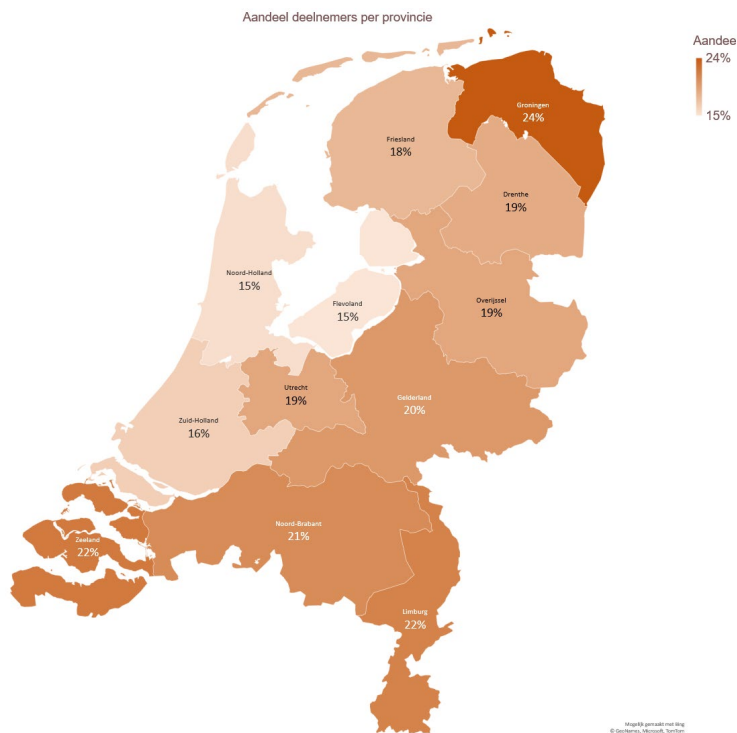 Aandeel deelnemers per provincie
Aandee
24%
15%
Groningen
24%
Friesland
18%
Drenthe
19%
Noord-Holland
15%
Flevoland
15%
Overijssel
19%
Utrecht
19%
Gelderland
20%
Zuid-Holland
16%
Noord-Brabant
21%
Zeeland
22%
Limburg
22%
Mogelijk gemaakt met Bing
© GeoNames, Microsoft, TomTom